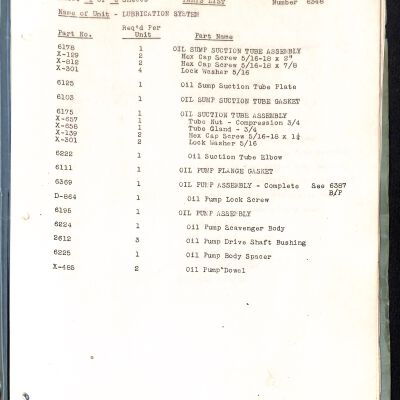 PARTS LIST Number 6348
Name of Unit - LUBRICATION SYSTEM
Part No. Req'd Per Unit Part Name
6178 1 OIL SUMP SUCTION TUBE ASSEMBLY
X-129 2 Hex Cap Screw 5/16-18 x 2"
X-812 2 Hex Cap Screw 5/16-18 x 7/8
X-301 4 Lock Washer 5/16
6125 1 Oil Sump Suction Tube Plate
6103 1 OIL SUMP SUCTION TUBE GASKET
6175 1 OIL SUCTION TUBE ASSEMBLY
X-657 1 Tube Nut - Compression 3/4
X-658 1 Tube Gland - 3/4
X-139 2 Hex Cap Screw 5/16-18 x 1¼
X-301 2 Lock Washer 5/16
6222 1 Oil Suction Tube Elbow
6111 1 OIL PUMP FLANGE GASKET
6369 1 OIL PUMP ASSEMBLY - Complete See 6387
B/P
D-864 1 Oil Pump Lock Screw
6195 1 OIL PUMP ASSEMBLY
6224 1 Oil Pump Scavenger Body
2612 3 Oil Pump Drive Shaft Bushing
6225 1 Oil Pump Body Spacer
X-485 2 Oil Pump Dowel